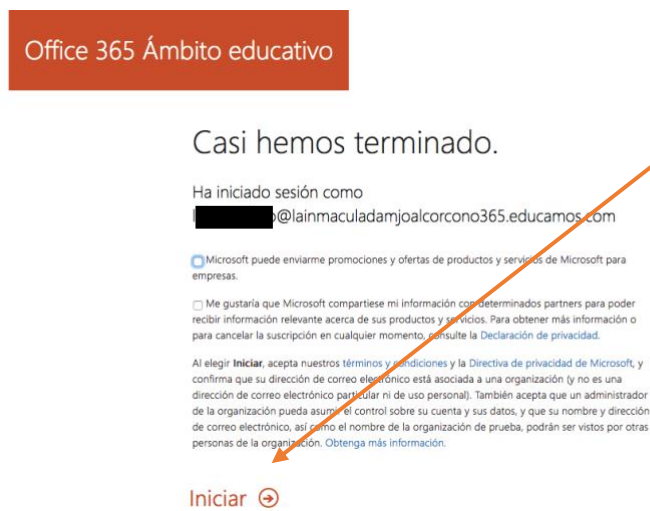 Office 365 Ámbito educativo
Casi hemos terminado.
Ha iniciado sesión como
@lainmaculadamjoalcorcono365.educamos.com
Microsoft puede enviarme promociones y ofertas de productos y servicios de Microsoft para
empresas.
Me gustaría que Microsoft compartiese mi información con determinados partners para poder
recibir información relevante acerca de sus productos y servicios. Para obtener más información o
para cancelar la suscripción en cualquier momento, consulte la Declaración de privacidad.
Al elegir Iniciar, acepta nuestros términos y condiciones y la Directiva de privacidad de Microsoft, y
confirma que su dirección de correo electrónico está asociada a una organización (y no es una
dirección de correo electrónico particular ni de uso personal). También acepta que un administrador
de la organización pueda asumir el control sobre su cuenta y sus datos, y que su nombre y dirección
de correo electrónico, así como el nombre de la organización de prueba, podrán ser vistos por otras
personas de la organización. Obtenga más información.
Iniciar